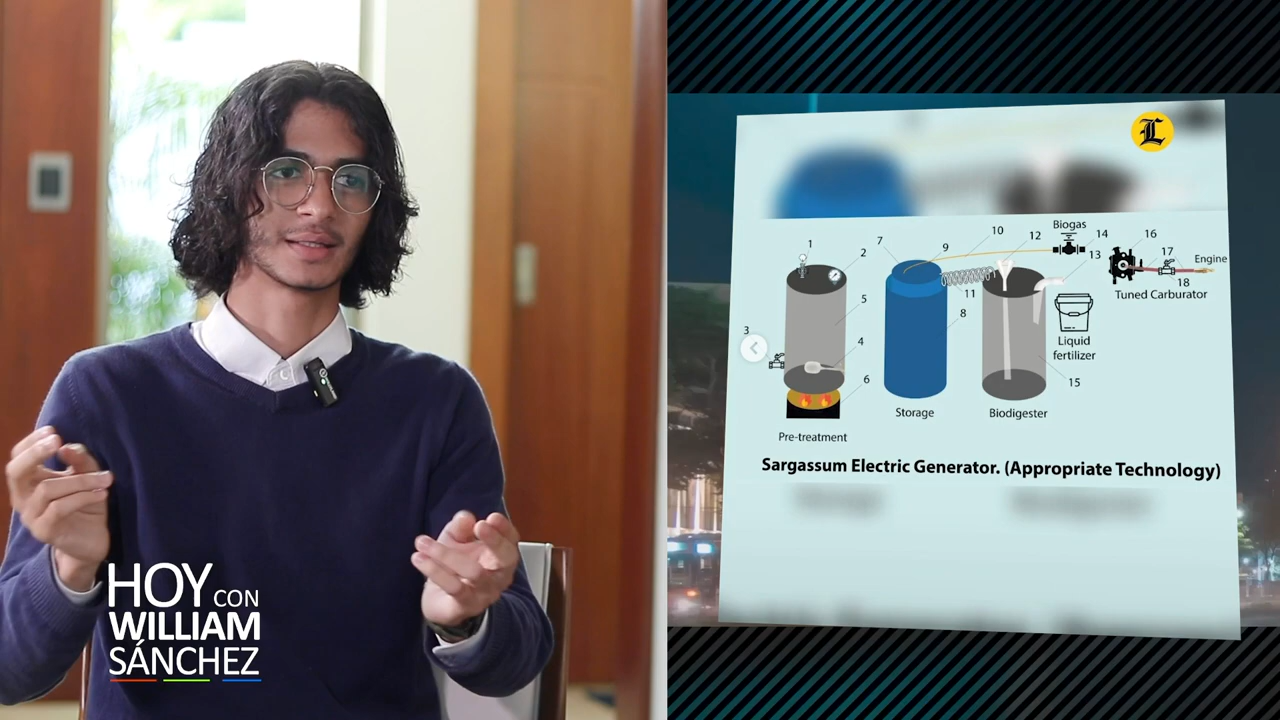 HOY CON
WILLIAM
SÁNCHEZ
L
Biogas
1
2
3
4
5
6
7
8
9
10
11
12
13
14
15
16
17
18
Engine
Tuned Carburator
Liquid
fertilizer
Storage
Biodigester
Pre-treatment
Sargassum Electric Generator. (Appropriate Technology)